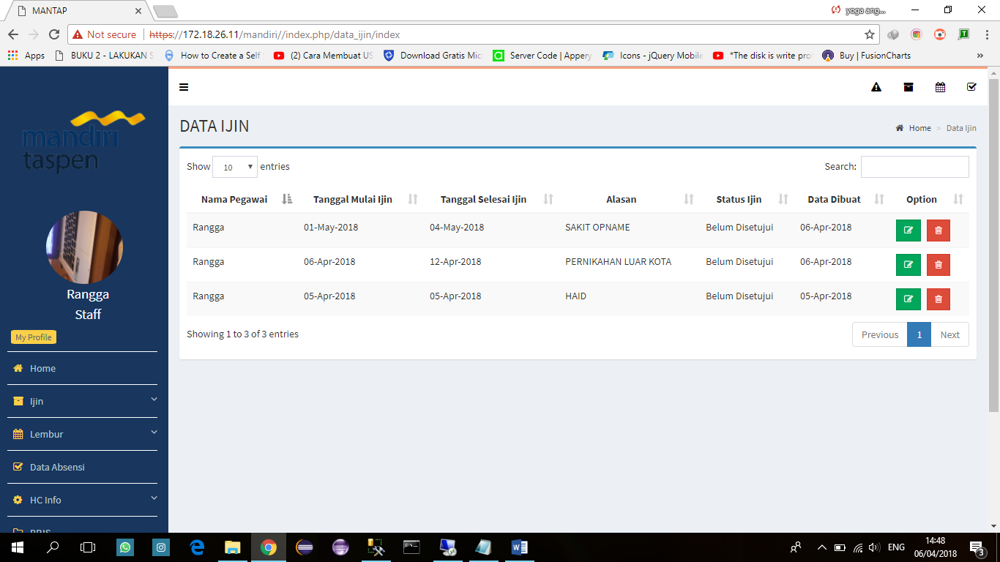 MANTAP
yoga ang...
Not secure | https://172.18.26.11/mandiri//index.php/data_ijin/index
Apps BUKU 2 - LAKUKAN S How to Create a Self (2) Cara Membuat US Download Gratis Mic Server Code | Appery Icons - jQuery Mobile *The disk is write pro Buy | FusionCharts »
mandiri
taspen
Rangga
Staff
My Profile
Home
Ijin
Lembur
Data Absensi
HC Info
BRIS
DATA IJIN
Home > Data Ijin
Show 10 entries
Search:
Nama Pegawai Tanggal Mulai Ijin Tanggal Selesai Ijin Alasan Status Ijin Data Dibuat Option
Rangga 01-May-2018 04-May-2018 SAKIT OPNAME Belum Disetujui 06-Apr-2018
Rangga 06-Apr-2018 12-Apr-2018 PERNIKAHAN LUAR KOTA Belum Disetujui 06-Apr-2018
Rangga 05-Apr-2018 05-Apr-2018 HAID Belum Disetujui 05-Apr-2018
Showing 1 to 3 of 3 entries
Previous 1 Next
ENG
14:48
06/04/2018
3